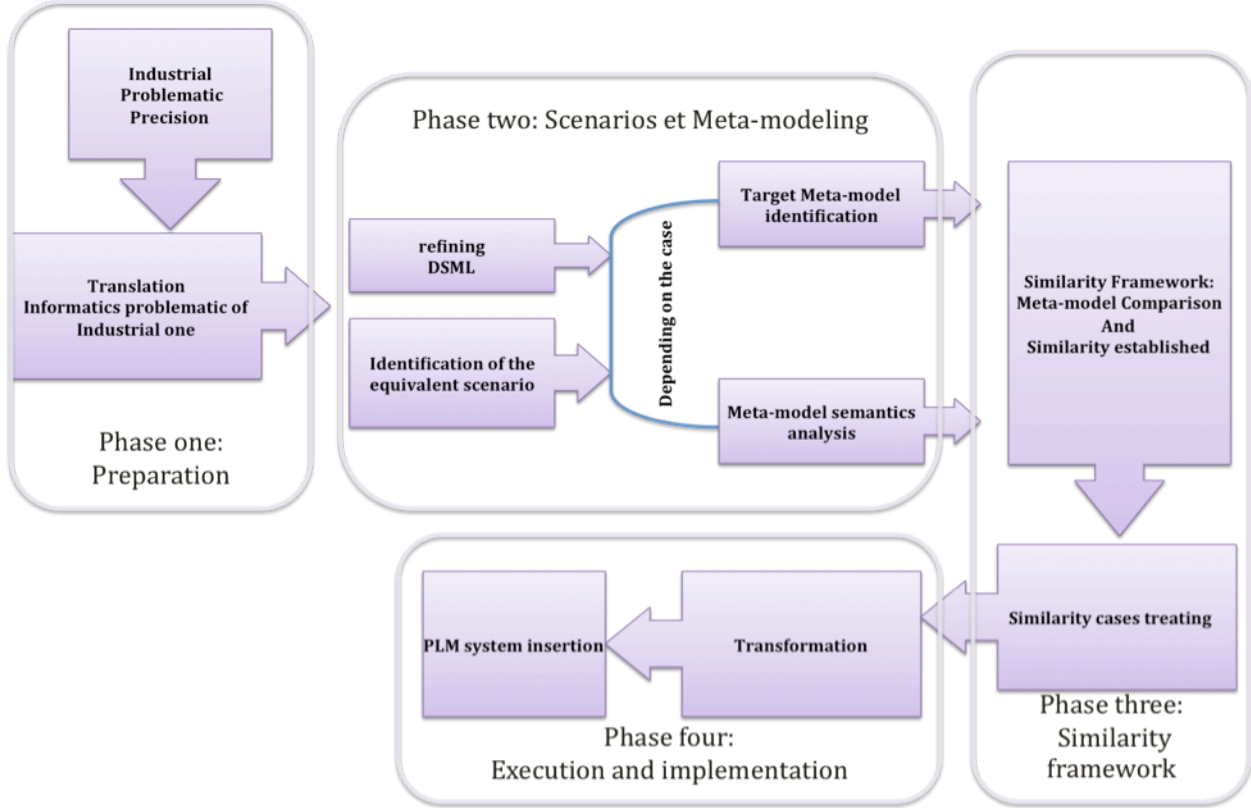 Industrial
Problematic
Precision
Translation
Informatics problematic of
Industrial one
Phase one:
Preparation
Phase two: Scenarios et Meta-modeling
refining
DSML
Identification of the
equivalent scenario
Depending on the case
Target Meta-model
identification
Meta-model semantics
analysis
Similarity Framework:
Meta-model Comparison
And
Similarity established
Similarity cases treating
Phase three:
Similarity
framework
Transformation
PLM system insertion
Phase four:
Execution and implementation